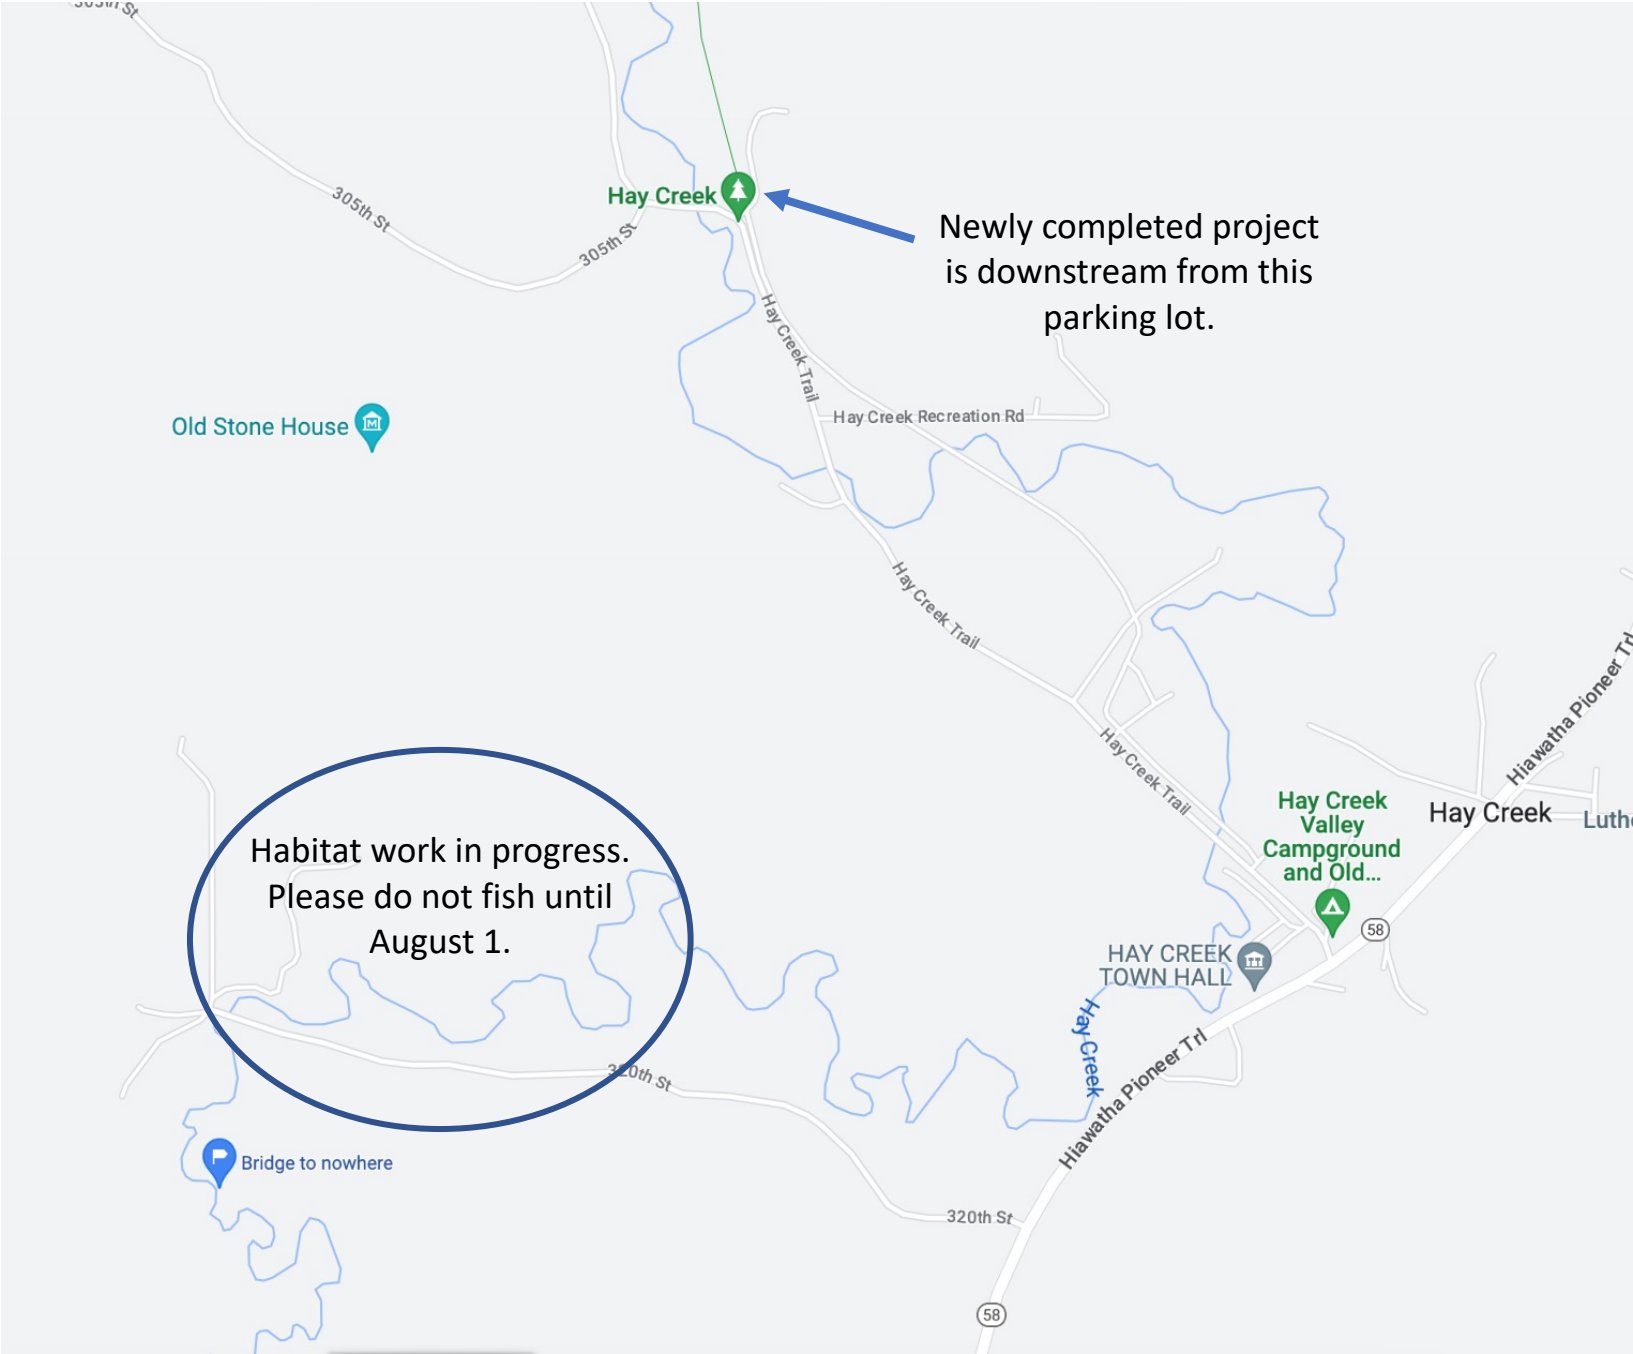 303th St
Hay Creek
305th St
305th St
Newly completed project
is downstream from this
parking lot.
Hay Creek Trail
Old Stone House
M
Hay Creek Recreation Rd
Hay Creek Trail
Hiawatha Pioneer Trl
Hay Creek Trail
Hay Creek
Valley
Campground
and Old...
Hay Creek
Luth
Habitat work in progress.
Please do not fish until
August 1.
58
HAY CREEK
TOWN HALL
Hay Creek
Hiawatha Pioneer Trl
320th St
Bridge to nowhere
320th St
58